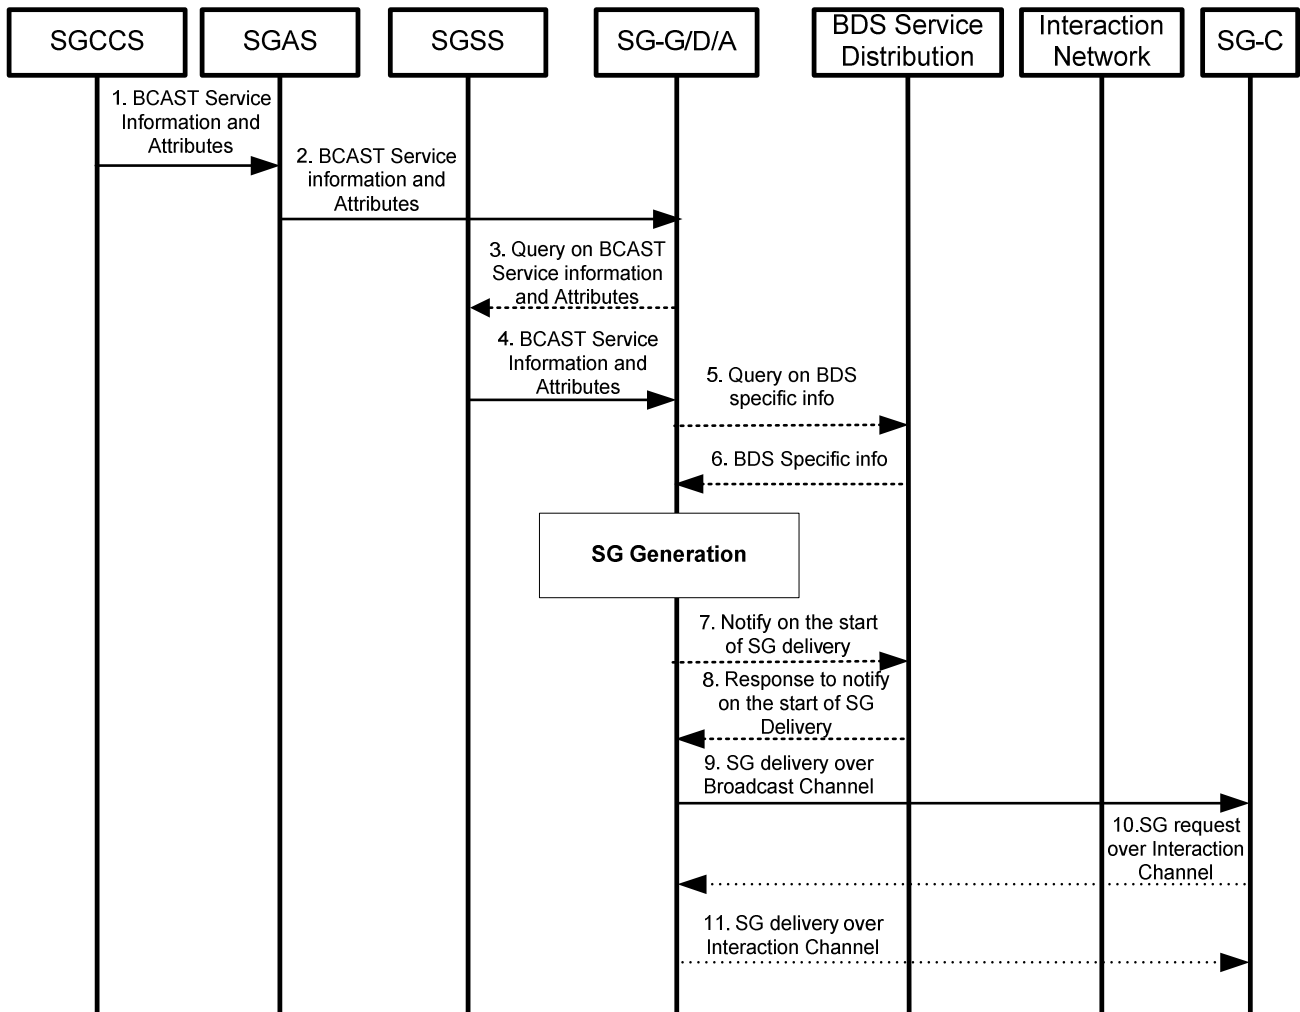 SGCCS
SGAS
SGSS
SG-G/D/A
BDS Service
Distribution
Interaction
Network
SG-C
1. BCAST Service
Information and
Attributes
2. BCAST Service
information and
Attributes
3. Query on BCAST
Service information
and Attributes
4. BCAST Service
Information and
Attributes
5. Query on BDS
specific info
6. BDS Specific info
SG Generation
7. Notify on the start
of SG delivery
8. Response to notify
on the start of SG
Delivery
9. SG delivery over
Broadcast Channel
10.SG request
over Interaction
Channel
11. SG delivery over
Interaction Channel